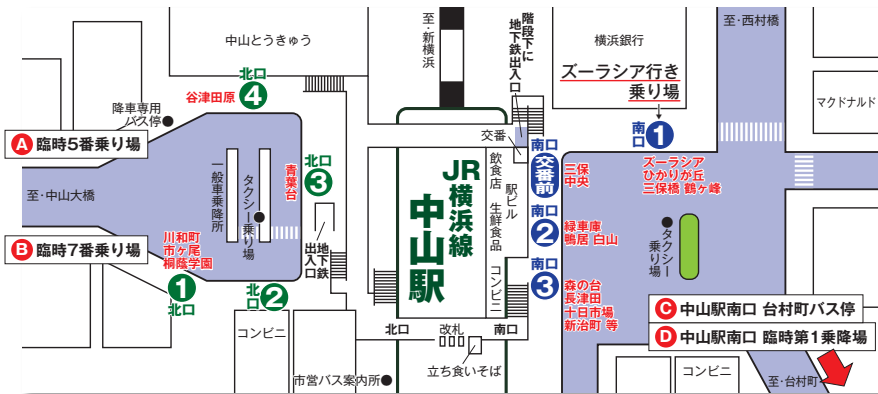 中山とうきゅう
至・新横浜
階段下に
地下鉄出入口
横浜銀行
至・西村橋
ズーラシア行き
乗り場
マクドナルド
北口
4
谷津田原
降車専用
バス停
A 臨時5番乗り場
至・中山大橋
B 臨時7番乗り場
一般車乗降所
タクシー乗り場
青葉台
北口
3
地下鉄
出入口
川和町
市ヶ尾
桐蔭学園
1
北口
北口
2
コンビニ
市営バス案内所
JR
横浜線
中山駅
交番
飲食店 生鮮食品 コンビニ
駅ビル
北口
改札
南口
立ち食いそば
南口
交番前
三保
中央
南口
2
緑車庫
鴨居 白山
南口
3
森の台
長津田
十日市場
新治町 等
南口
1
ズーラシア
ひかりが丘
三保橋 鶴ヶ峰
タクシー
乗り場
C 中山駅南口 台村町バス停
D 中山駅南口 臨時第1乗降場
コンビニ
至・台村町